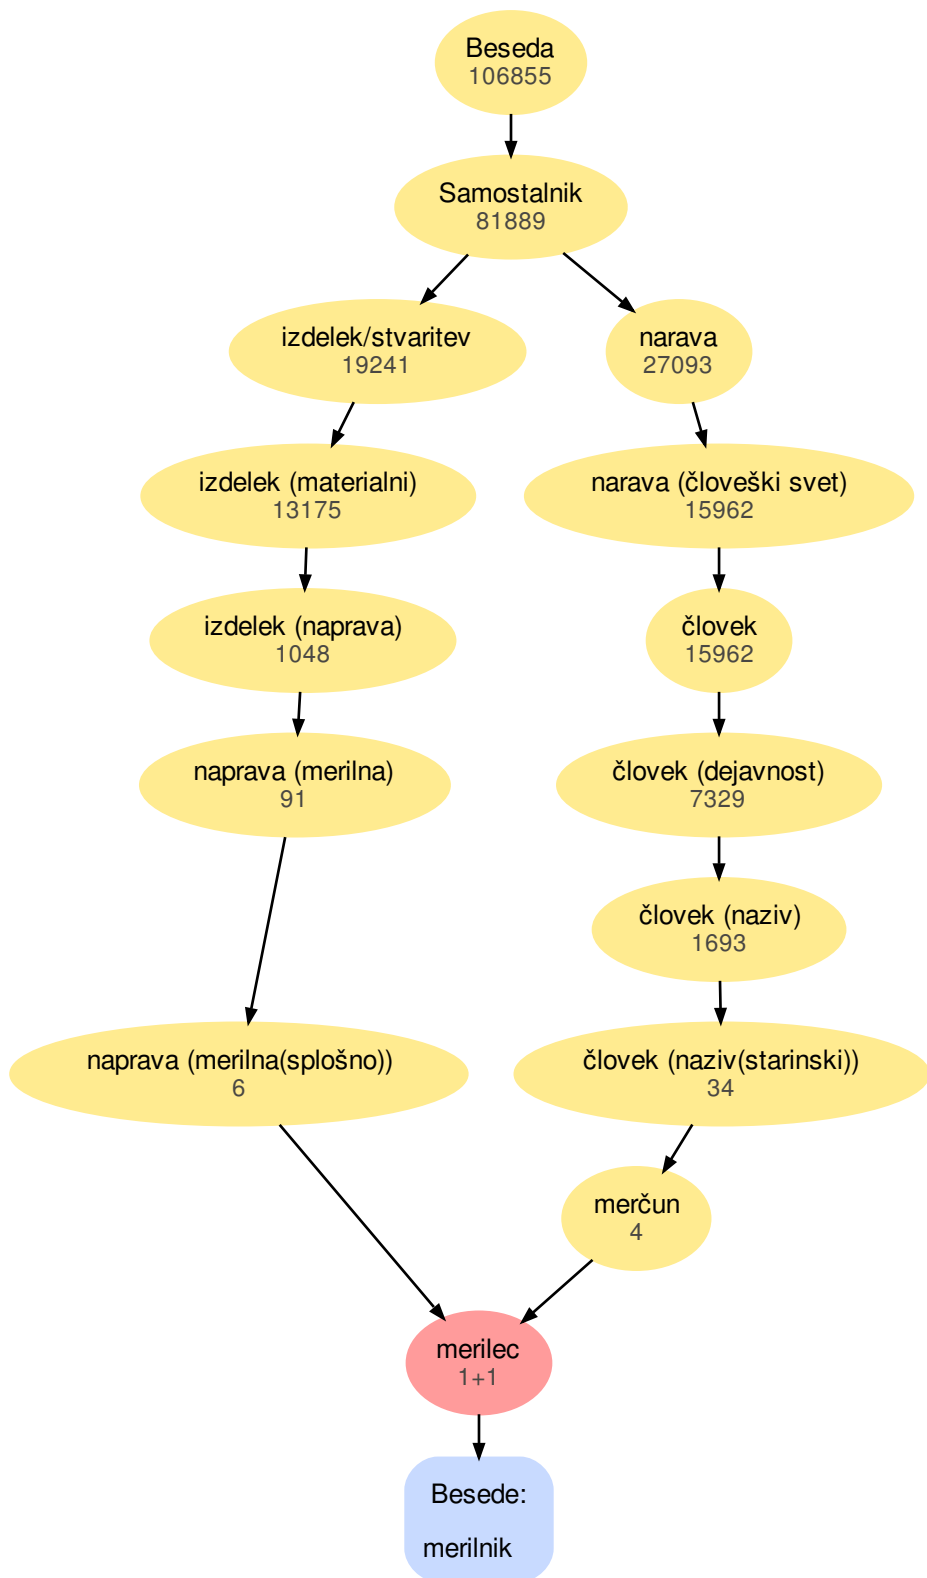 Beseda
106855
Samostalnik
81889
izdelek/stvaritev
19241
narava
27093
izdelek (materialni)
13175
narava (človeški svet)
15962
izdelek (naprava)
1048
človek
15962
naprava (merilna)
91
človek (dejavnost)
7329
človek (naziv)
1693
naprava (merilna(splošno))
6
človek (naziv(starinski))
34
merčun
4
merilec
1+1
Besede:
merilnik